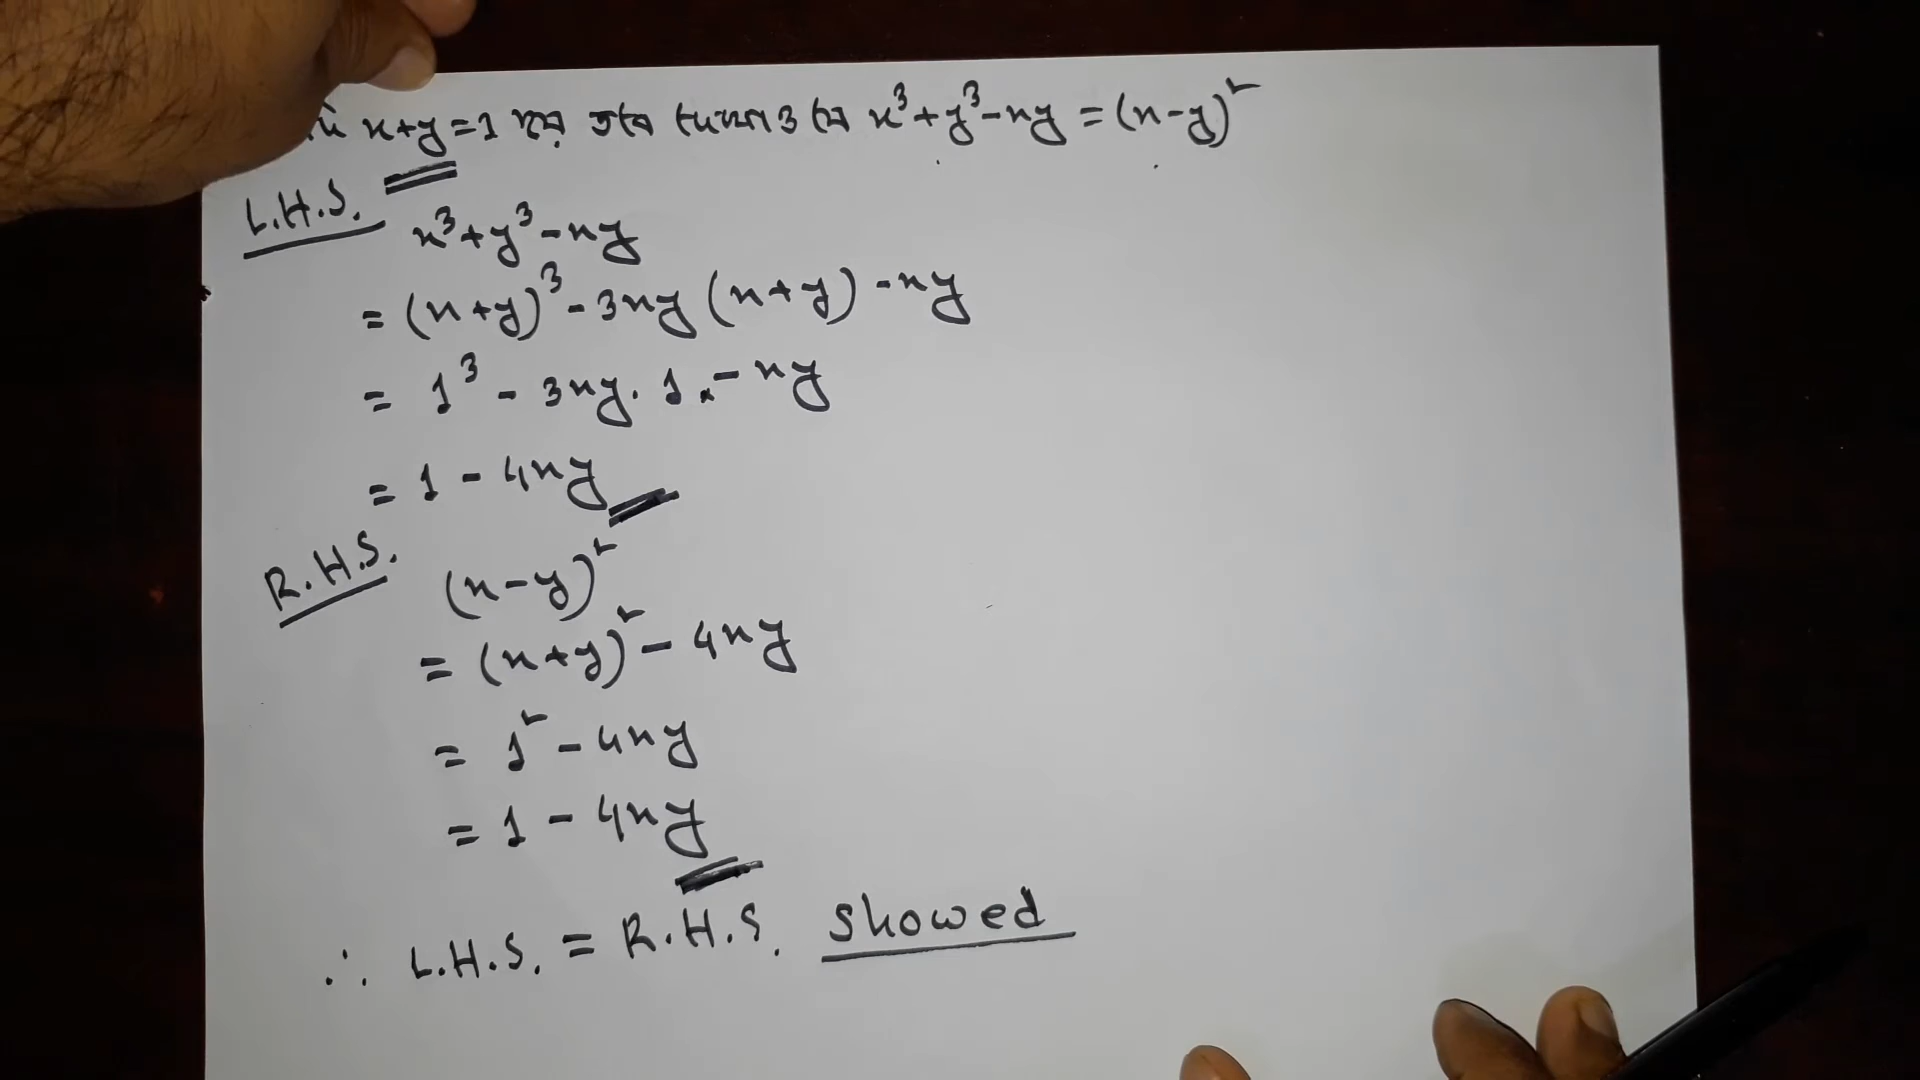 x+y=1 হয় তবে দেখাও যে x³+y³-xy = (x-y)²
L.H.S.
x³+y³-xy
= (x+y)³-3xy (x+y) -xy
= 1³ - 3xy. 1. - xy
= 1 - 4xy
R.H.S.
(x-y)²
= (x+y)² - 4xy
= 1² - 4xy
= 1 - 4xy
∴ L.H.S. = R.H.S. showed